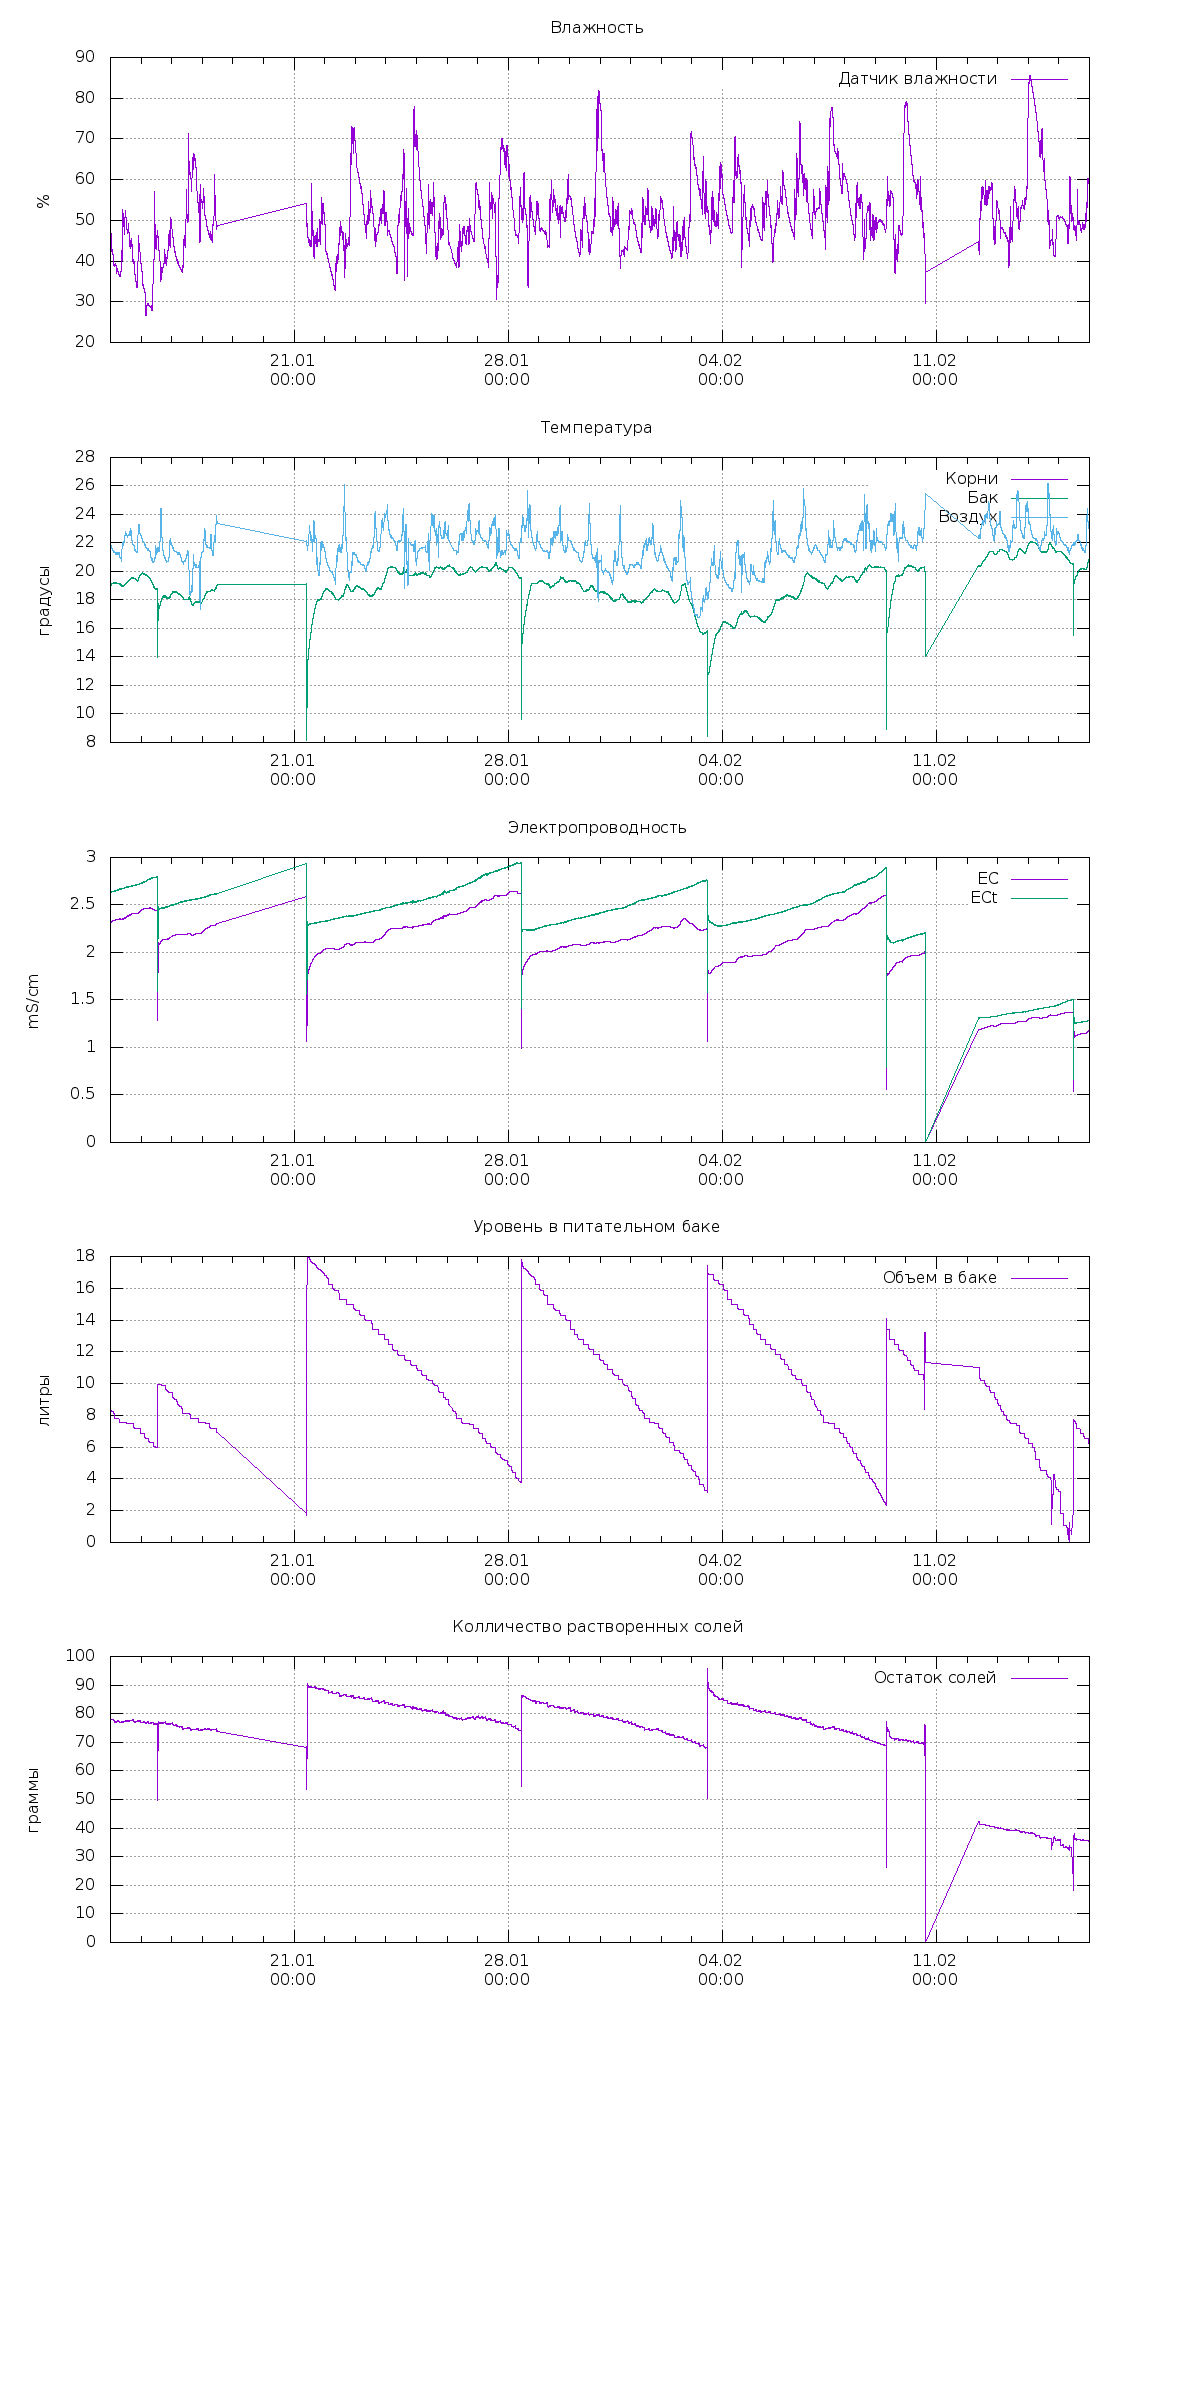 Влажность
90
80
70
60
50
40
30
20
%
Датчик влажности
21.01 28.01 04.02 11.02
00:00 00:00 00:00 00:00
Температура
28
26
24
22
20
18
16
14
12
10
8
градусы
Корни
Бак
Воздух
21.01 28.01 04.02 11.02
00:00 00:00 00:00 00:00
Электропроводность
3
2.5
2
1.5
1
0.5
0
mS/cm
EC
ECt
21.01 28.01 04.02 11.02
00:00 00:00 00:00 00:00
Уровень в питательном баке
18
16
14
12
10
8
6
4
2
0
литры
Объем в баке
21.01 28.01 04.02 11.02
00:00 00:00 00:00 00:00
Колличество растворенных солей
100
90
80
70
60
50
40
30
20
10
0
граммы
Остаток солей
21.01 28.01 04.02 11.02
00:00 00:00 00:00 00:00